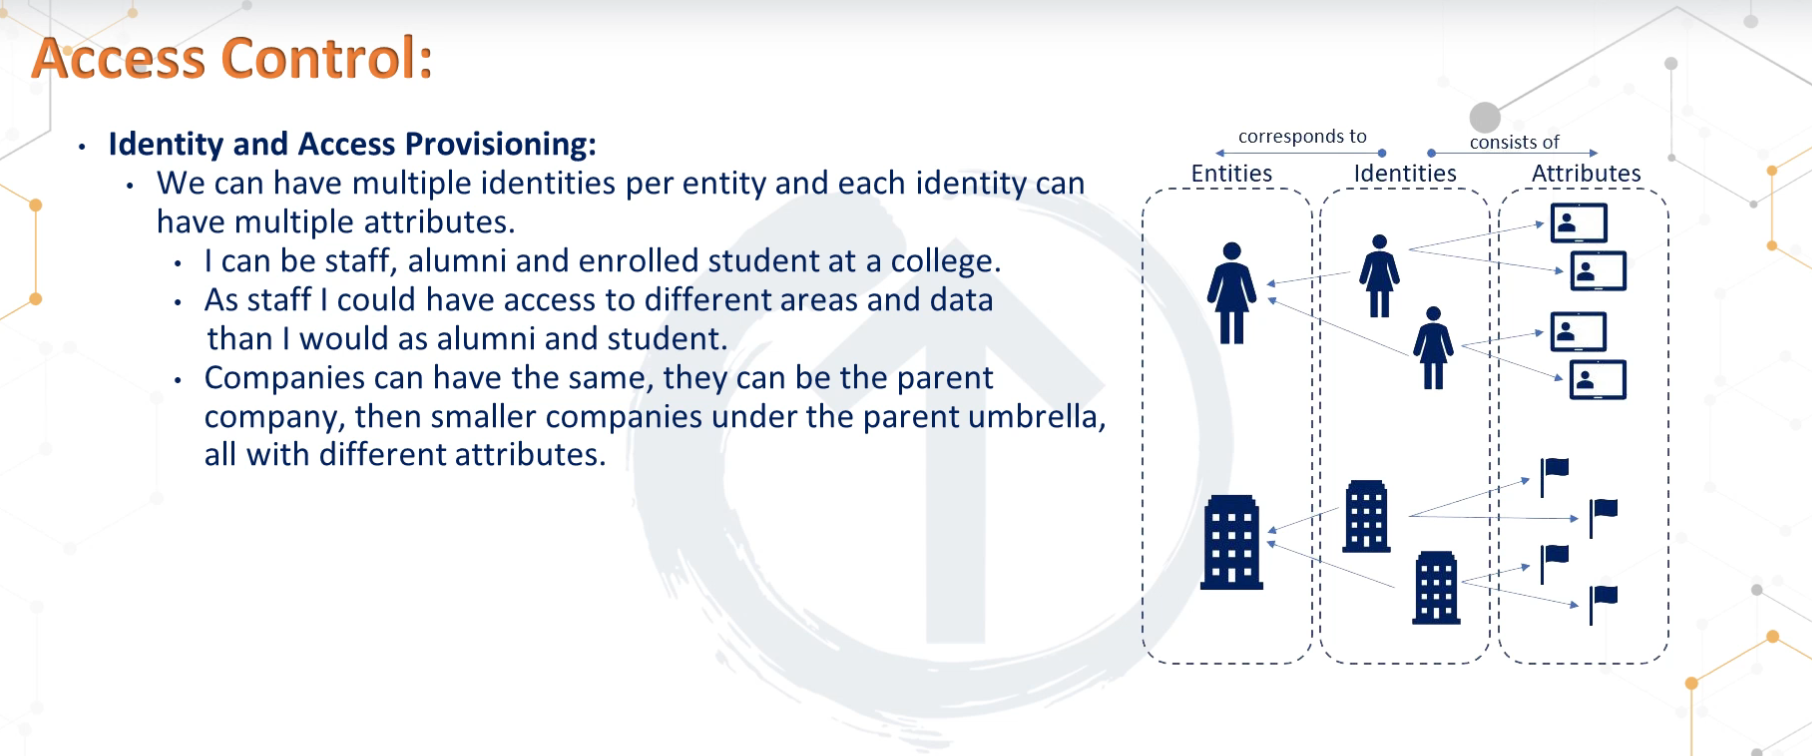 Access Control:
• Identity and Access Provisioning:
• We can have multiple identities per entity and each identity can
have multiple attributes.
• I can be staff, alumni and enrolled student at a college.
• As staff I could have access to different areas and data
than I would as alumni and student.
• Companies can have the same, they can be the parent
company, then smaller companies under the parent umbrella,
all with different attributes.
corresponds to
consists of
Entities
Identities
Attributes